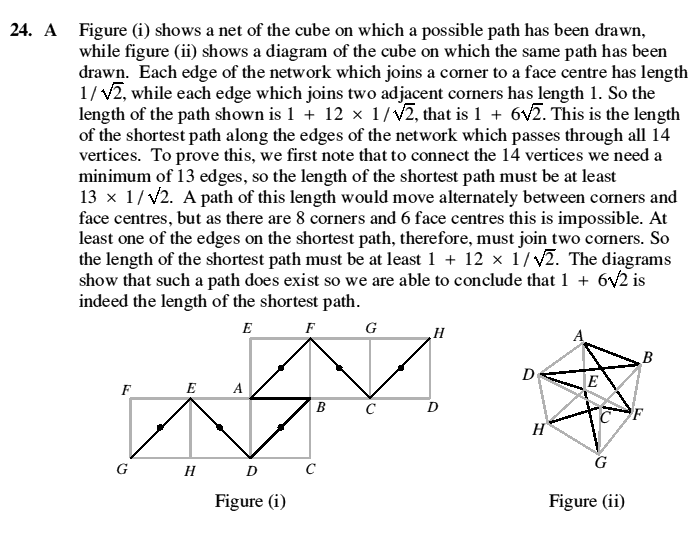 24. A Figure (i) shows a net of the cube on which a possible path has been drawn,
while figure (ii) shows a diagram of the cube on which the same path has been
drawn. Each edge of the network which joins a corner to a face centre has length
1/√2, while each edge which joins two adjacent corners has length 1. So the
length of the path shown is 1 + 12 × 1/√2, that is 1 + 6√2. This is the length
of the shortest path along the edges of the network which passes through all 14
vertices. To prove this, we first note that to connect the 14 vertices we need a
minimum of 13 edges, so the length of the shortest path must be at least
13 × 1/√2. A path of this length would move alternately between corners and
face centres, but as there are 8 corners and 6 face centres this is impossible. At
least one of the edges on the shortest path, therefore, must join two corners. So
the length of the shortest path must be at least 1 + 12 × 1/√2. The diagrams
show that such a path does exist so we are able to conclude that 1 + 6√2 is
indeed the length of the shortest path.
E F G H
F E A B C D
G H D C
Figure (i)
A
B
D
E
C F
H
G
Figure (ii)